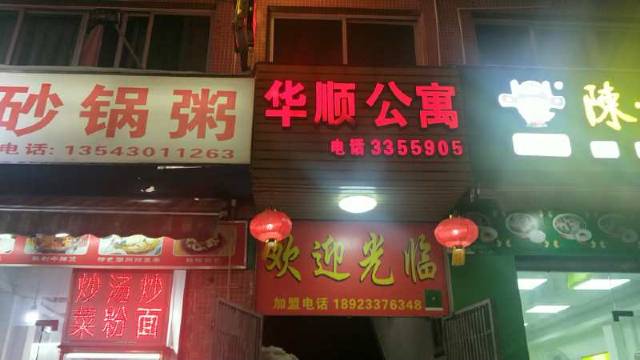 砂锅粥
电话: 13543011263
华顺公寓
电话 3355905
陳
欢迎光临
加盟电话 18923376348
炒汤炒
菜粉面